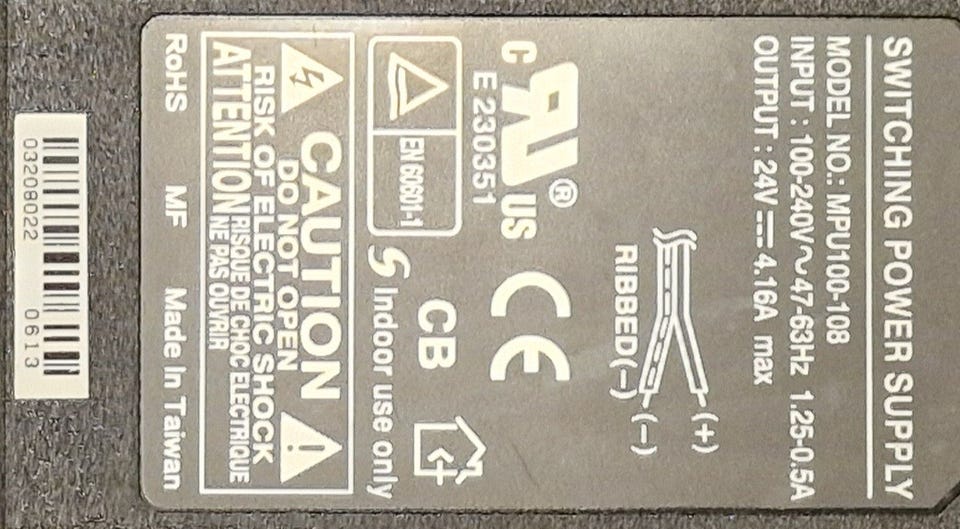 SWITCHING POWER SUPPLY
MODEL NO.: MPU100-108
INPUT : 100-240V~47-63Hz 1.25-0.5A
OUTPUT : 24V ⎓ 4.16A max
(+)
(-)
RIBBED(-)
C UR® US
E 230351
CE
EN60601-1
CB
S Indoor use only
CAUTION
DO NOT OPEN
RISK OF ELECTRIC SHOCK
ATTENTION RISQUE DE CHOC ELECTRIQUE
NE PAS OUVRIR
RoHS MF Made In Taiwan
03208022 0613